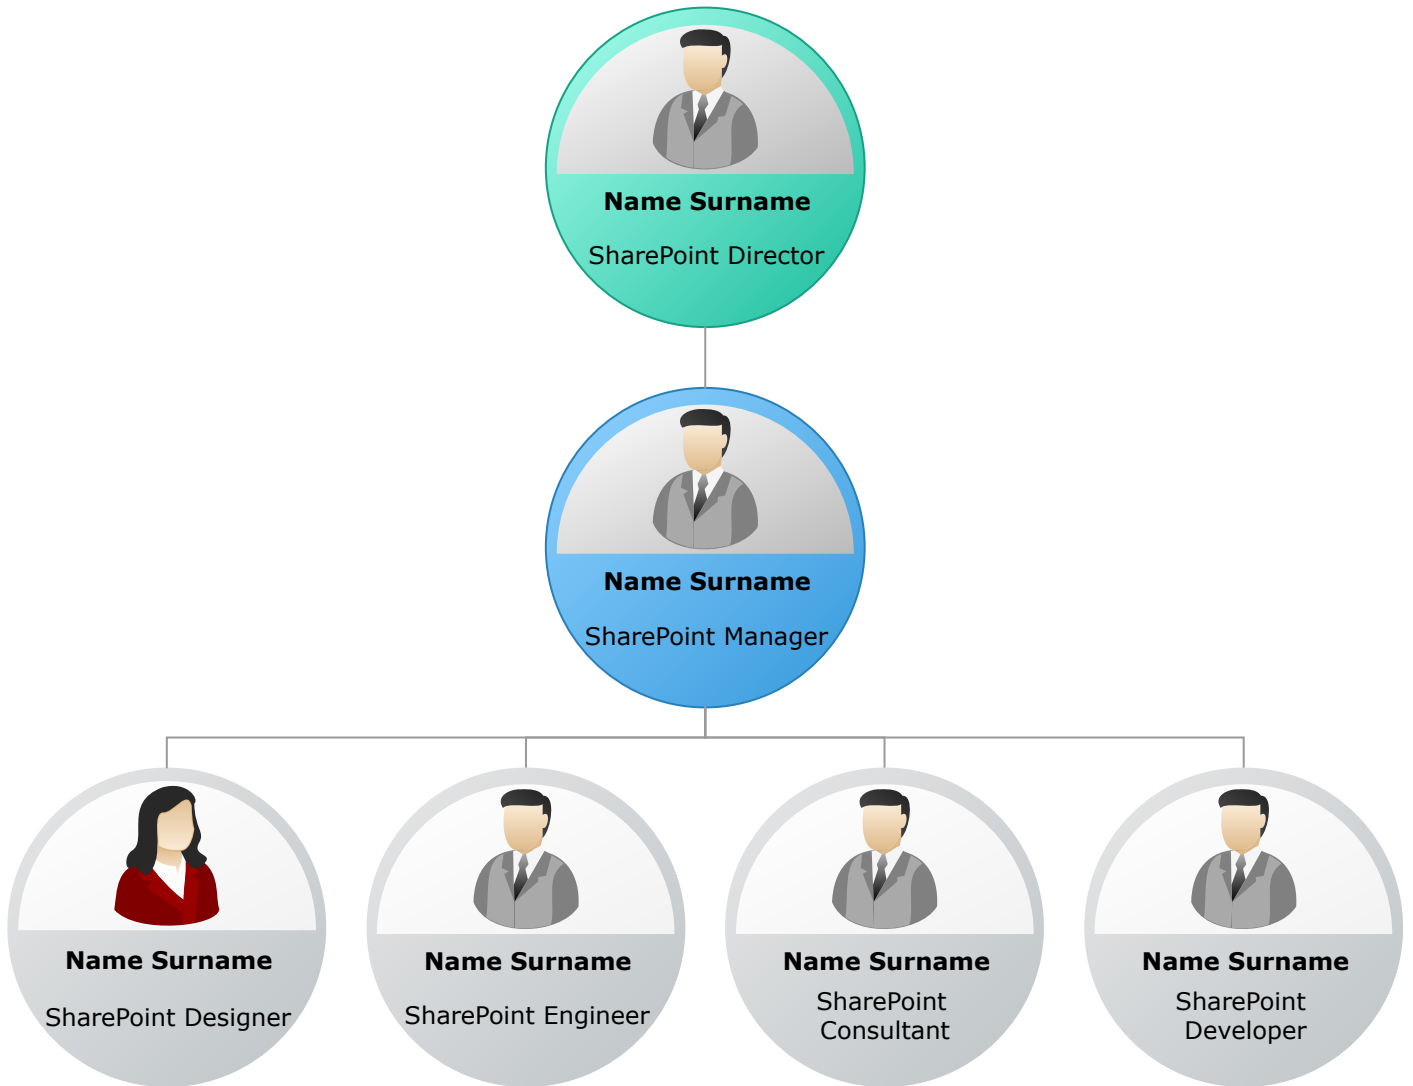 Name Surname
SharePoint Director
Name Surname
SharePoint Manager
Name Surname
SharePoint Designer
Name Surname
SharePoint Engineer
Name Surname
SharePoint
Consultant
Name Surname
SharePoint
Developer